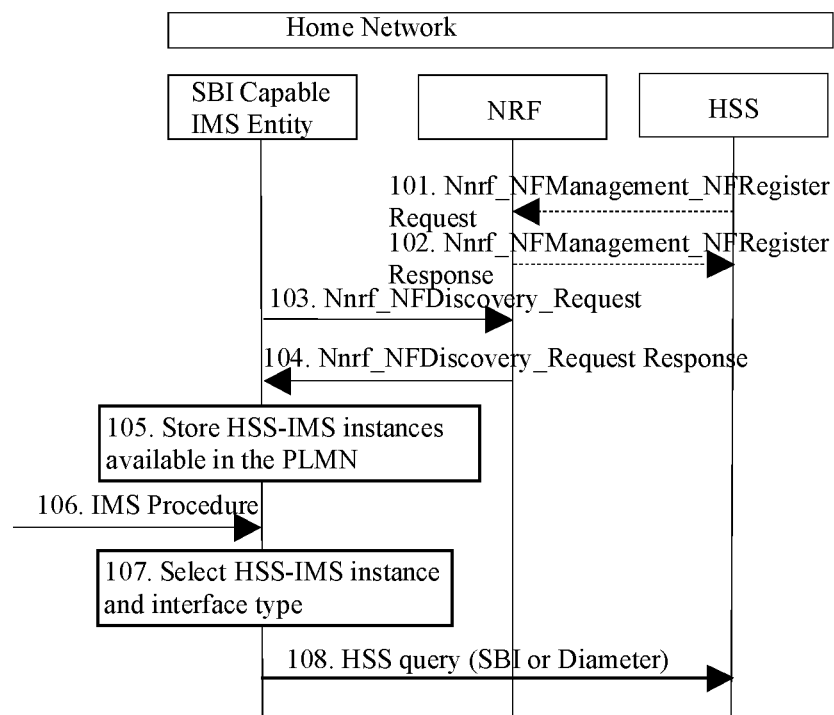 Home Network
SBI Capable
IMS Entity
NRF
HSS
101. Nnrf_NFManagement_NFRegister
Request
102. Nnrf_NFManagement_NFRegister
Response
103. Nnrf_NFDiscovery_Request
104. Nnrf_NFDiscovery_Request Response
105. Store HSS-IMS instances
available in the PLMN
106. IMS Procedure
107. Select HSS-IMS instance
and interface type
108. HSS query (SBI or Diameter)